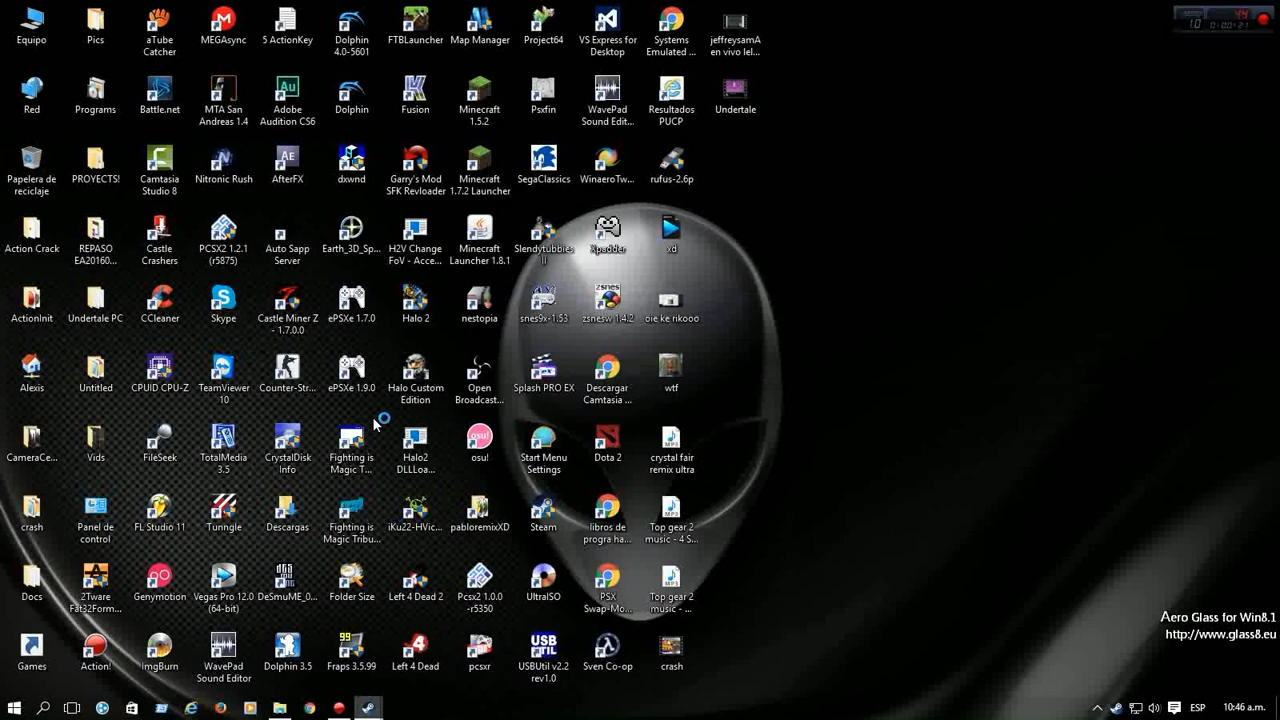 Equipo
Pics
aTube
Catcher
MEGAsync
5 ActionKey
Dolphin
4.0-5601
FTBLauncher
Map Manager
Project64
VS Express for
Desktop
Systems
Emulated ...
jeffreysamA
en vivo lel...
Red
Programs
Battle.net
MTA San
Andreas 1.4
Adobe
Audition CS6
Dolphin
Fusion
Minecraft
1.5.2
Psxfin
WavePad
Sound Edit...
Resultados
PUCP
Undertale
Papelera de
reciclaje
PROYECTS!
Camtasia
Studio 8
Nitronic Rush
AfterFX
dxwnd
Garry's Mod
SFK Revloader
Minecraft
1.7.2 Launcher
SegaClassics
WinaeroTw...
rufus-2.6p
Action Crack
REPASO
EA20160...
Castle
Crashers
PCSX2 1.2.1
(r5875)
Auto Sapp
Server
Earth_3D_Sp...
H2V Change
FoV - Acce...
Minecraft
Launcher 1.8.1
Slendytubbies
II
Xpadder
xd
ActionInit
Undertale PC
CCleaner
Skype
Castle Miner Z
- 1.7.0.0
ePSXe 1.7.0
Halo 2
nestopia
snes9x-1.53
zsnes
zsnesw 1.4.2
oie ke rikooo
Alexis
Untitled
CPUID CPU-Z
TeamViewer
10
Counter-Str...
ePSXe 1.9.0
Halo Custom
Edition
Open
Broadcast...
Splash PRO EX
Descargar
Camtasia ...
wtf
CameraCe...
Vids
FileSeek
TotalMedia
3.5
CrystalDisk
Info
Fighting is
Magic T...
Halo2
DLLLoa...
osu!
osu!
Start Menu
Settings
Dota 2
crystal fair
remix ultra
crash
Panel de
control
FL Studio 11
Tunngle
Descargas
Fighting is
Magic Tribu...
iKu22-HVic...
pabloremixXD
Steam
libros de
progra ha...
Top gear 2
music - 4 S...
Docs
2Tware
Fat32Form...
Genymotion
Vegas Pro 12.0
(64-bit)
DeSmuME_0...
Folder Size
Left 4 Dead 2
Pcsx2 1.0.0
-r5350
UltraISO
PSX
Swap-Mo...
Top gear 2
music - ...
Games
Action!
ImgBurn
WavePad
Sound Editor
Dolphin 3.5
Fraps 3.5.99
Left 4 Dead
pcsxr
USBUtil v2.2
rev1.0
Sven Co-op
crash
Aero Glass for Win8.1
http://www.glass8.eu
ESP
10:46 a.m.